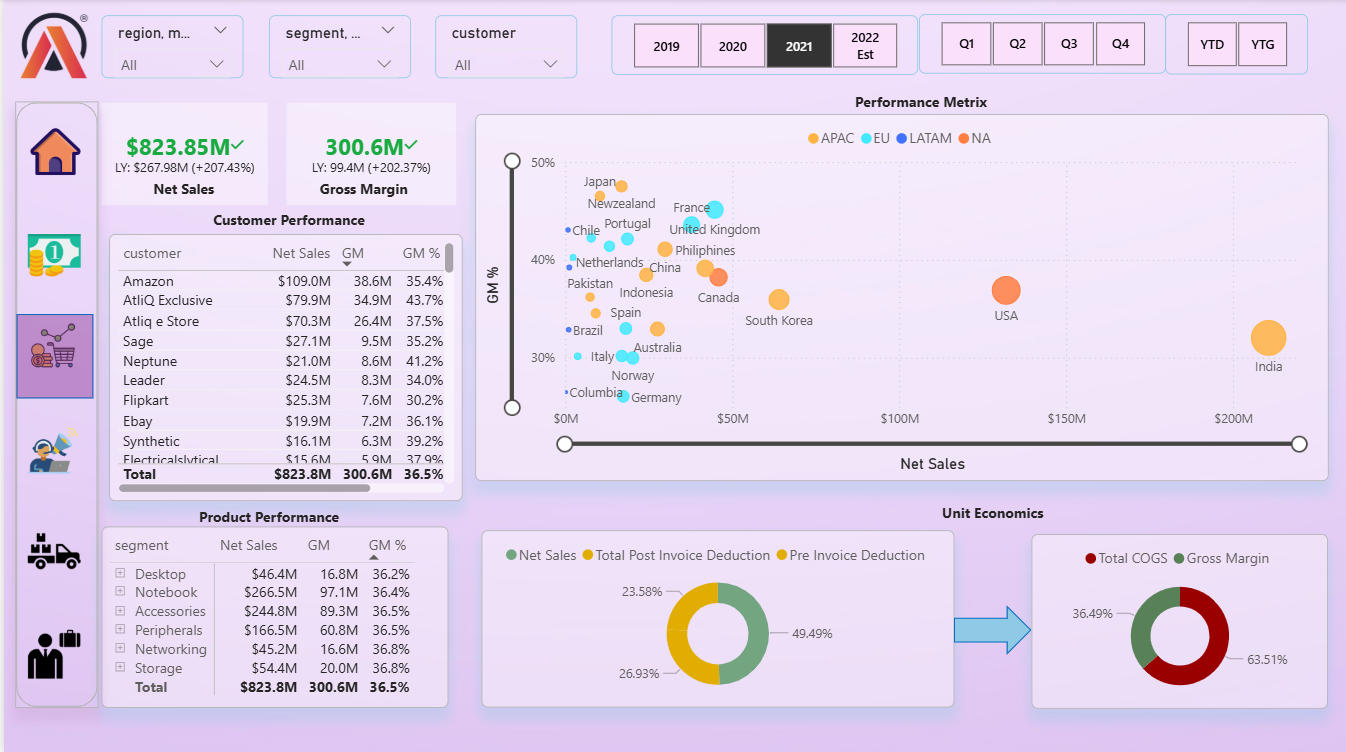 ®
region, m...
All
segment, ...
All
customer
All
2019
2020
2021
2022
Est
Q1
Q2
Q3
Q4
YTD
YTG
$823.85M
LY: $267.98M (+207.43%)
Net Sales
300.6M
LY: 99.4M (+202.37%)
Gross Margin
Customer Performance
customer Net Sales GM GM %
Amazon $109.0M 38.6M 35.4%
AtliQ Exclusive $79.9M 34.9M 43.7%
Atliq e Store $70.3M 26.4M 37.5%
Sage $27.1M 9.5M 35.2%
Neptune $21.0M 8.6M 41.2%
Leader $24.5M 8.3M 34.0%
Flipkart $25.3M 7.6M 30.2%
Ebay $19.9M 7.2M 36.1%
Synthetic $16.1M 6.3M 39.2%
Electricalslytical $15.6M 5.9M 37.9%
Total $823.8M 300.6M 36.5%
Product Performance
segment Net Sales GM GM %
Desktop $46.4M 16.8M 36.2%
Notebook $266.5M 97.1M 36.4%
Accessories $244.8M 89.3M 36.5%
Peripherals $166.5M 60.8M 36.5%
Networking $45.2M 16.6M 36.8%
Storage $54.4M 20.0M 36.8%
Total $823.8M 300.6M 36.5%
Performance Metrix
APAC EU LATAM NA
GM %
50%
40%
30%
Japan
Newzealand
France
Chile
Portugal
United Kingdom
Philiphines
Netherlands
China
Pakistan
Indonesia
Canada
South Korea
USA
Spain
Brazil
Australia
Italy
India
Norway
Columbia
Germany
$0M
$50M
$100M
$150M
$200M
Net Sales
Unit Economics
Net Sales Total Post Invoice Deduction Pre Invoice Deduction
23.58%
49.49%
26.93%
Total COGS Gross Margin
36.49%
63.51%
1